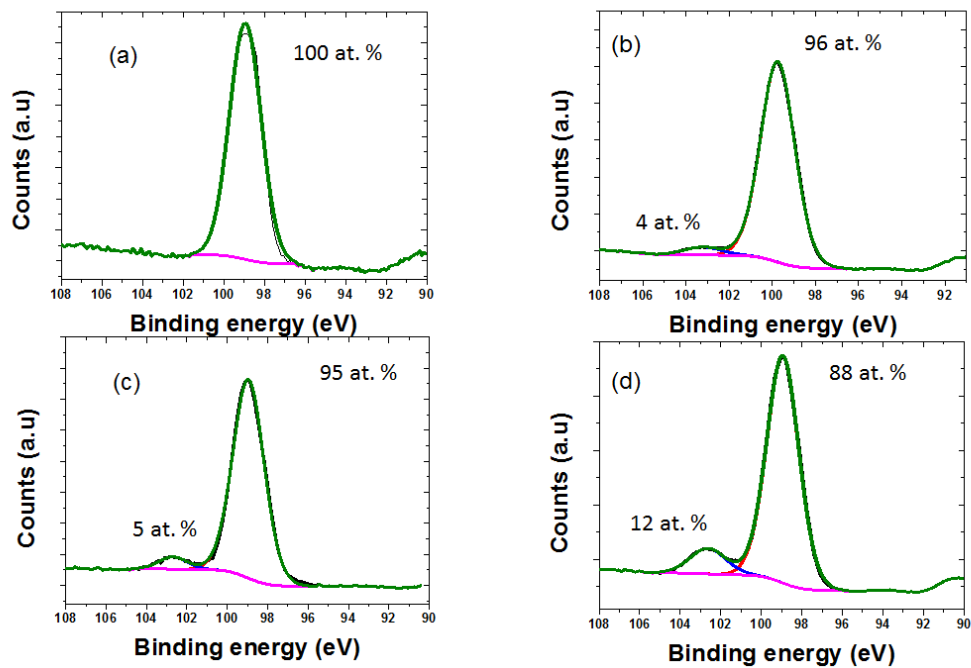 (a)
100 at. %
Counts (a.u)
108 106 104 102 100 98 96 94 92 90
Binding energy (eV)
(b)
96 at. %
4 at. %
Counts (a.u)
108 106 104 102 100 98 96 94 92
Binding energy (eV)
(c)
95 at. %
5 at. %
Counts (a.u)
108 106 104 102 100 98 96 94 92 90
Binding energy (eV)
(d)
88 at. %
12 at. %
Counts (a.u)
108 106 104 102 100 98 96 94 92 90
Binding energy (eV)